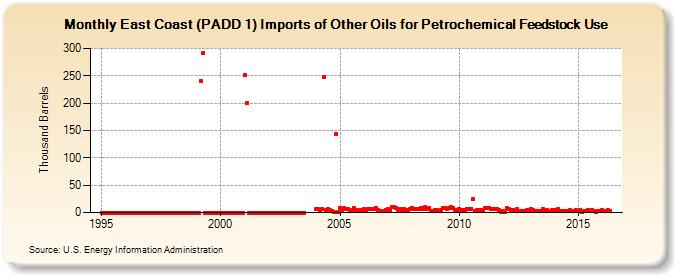 Monthly East Coast (PADD 1) Imports of Other Oils for Petrochemical Feedstock Use
Thousand Barrels
300
250
200
150
100
50
0
1995 2000 2005 2010 2015
Source: U.S. Energy Information Administration